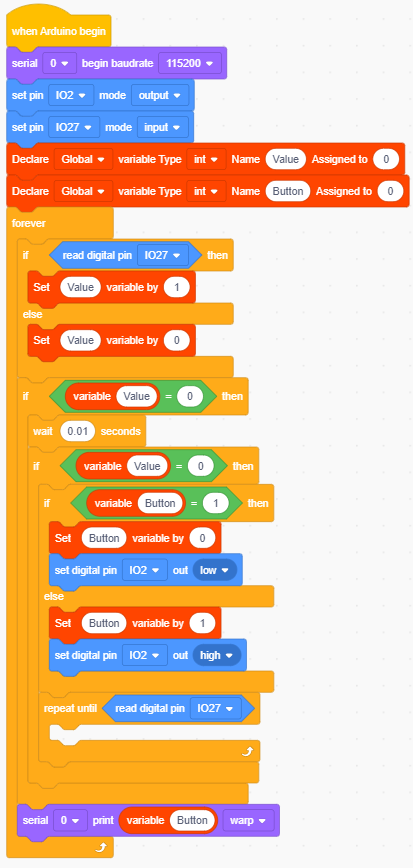 when Arduino begin
serial 0 begin baudrate 115200
set pin IO2 mode output
set pin IO27 mode input
Declare Global variable Type int Name Value Assigned to 0
Declare Global variable Type int Name Button Assigned to 0
forever
if read digital pin IO27 then
Set Value variable by 1
else
Set Value variable by 0
if variable Value = 0 then
wait 0.01 seconds
if variable Value = 0 then
if variable Button = 1 then
Set Button variable by 0
set digital pin IO2 out low
else
Set Button variable by 1
set digital pin IO2 out high
repeat until read digital pin IO27
serial 0 print variable Button warp